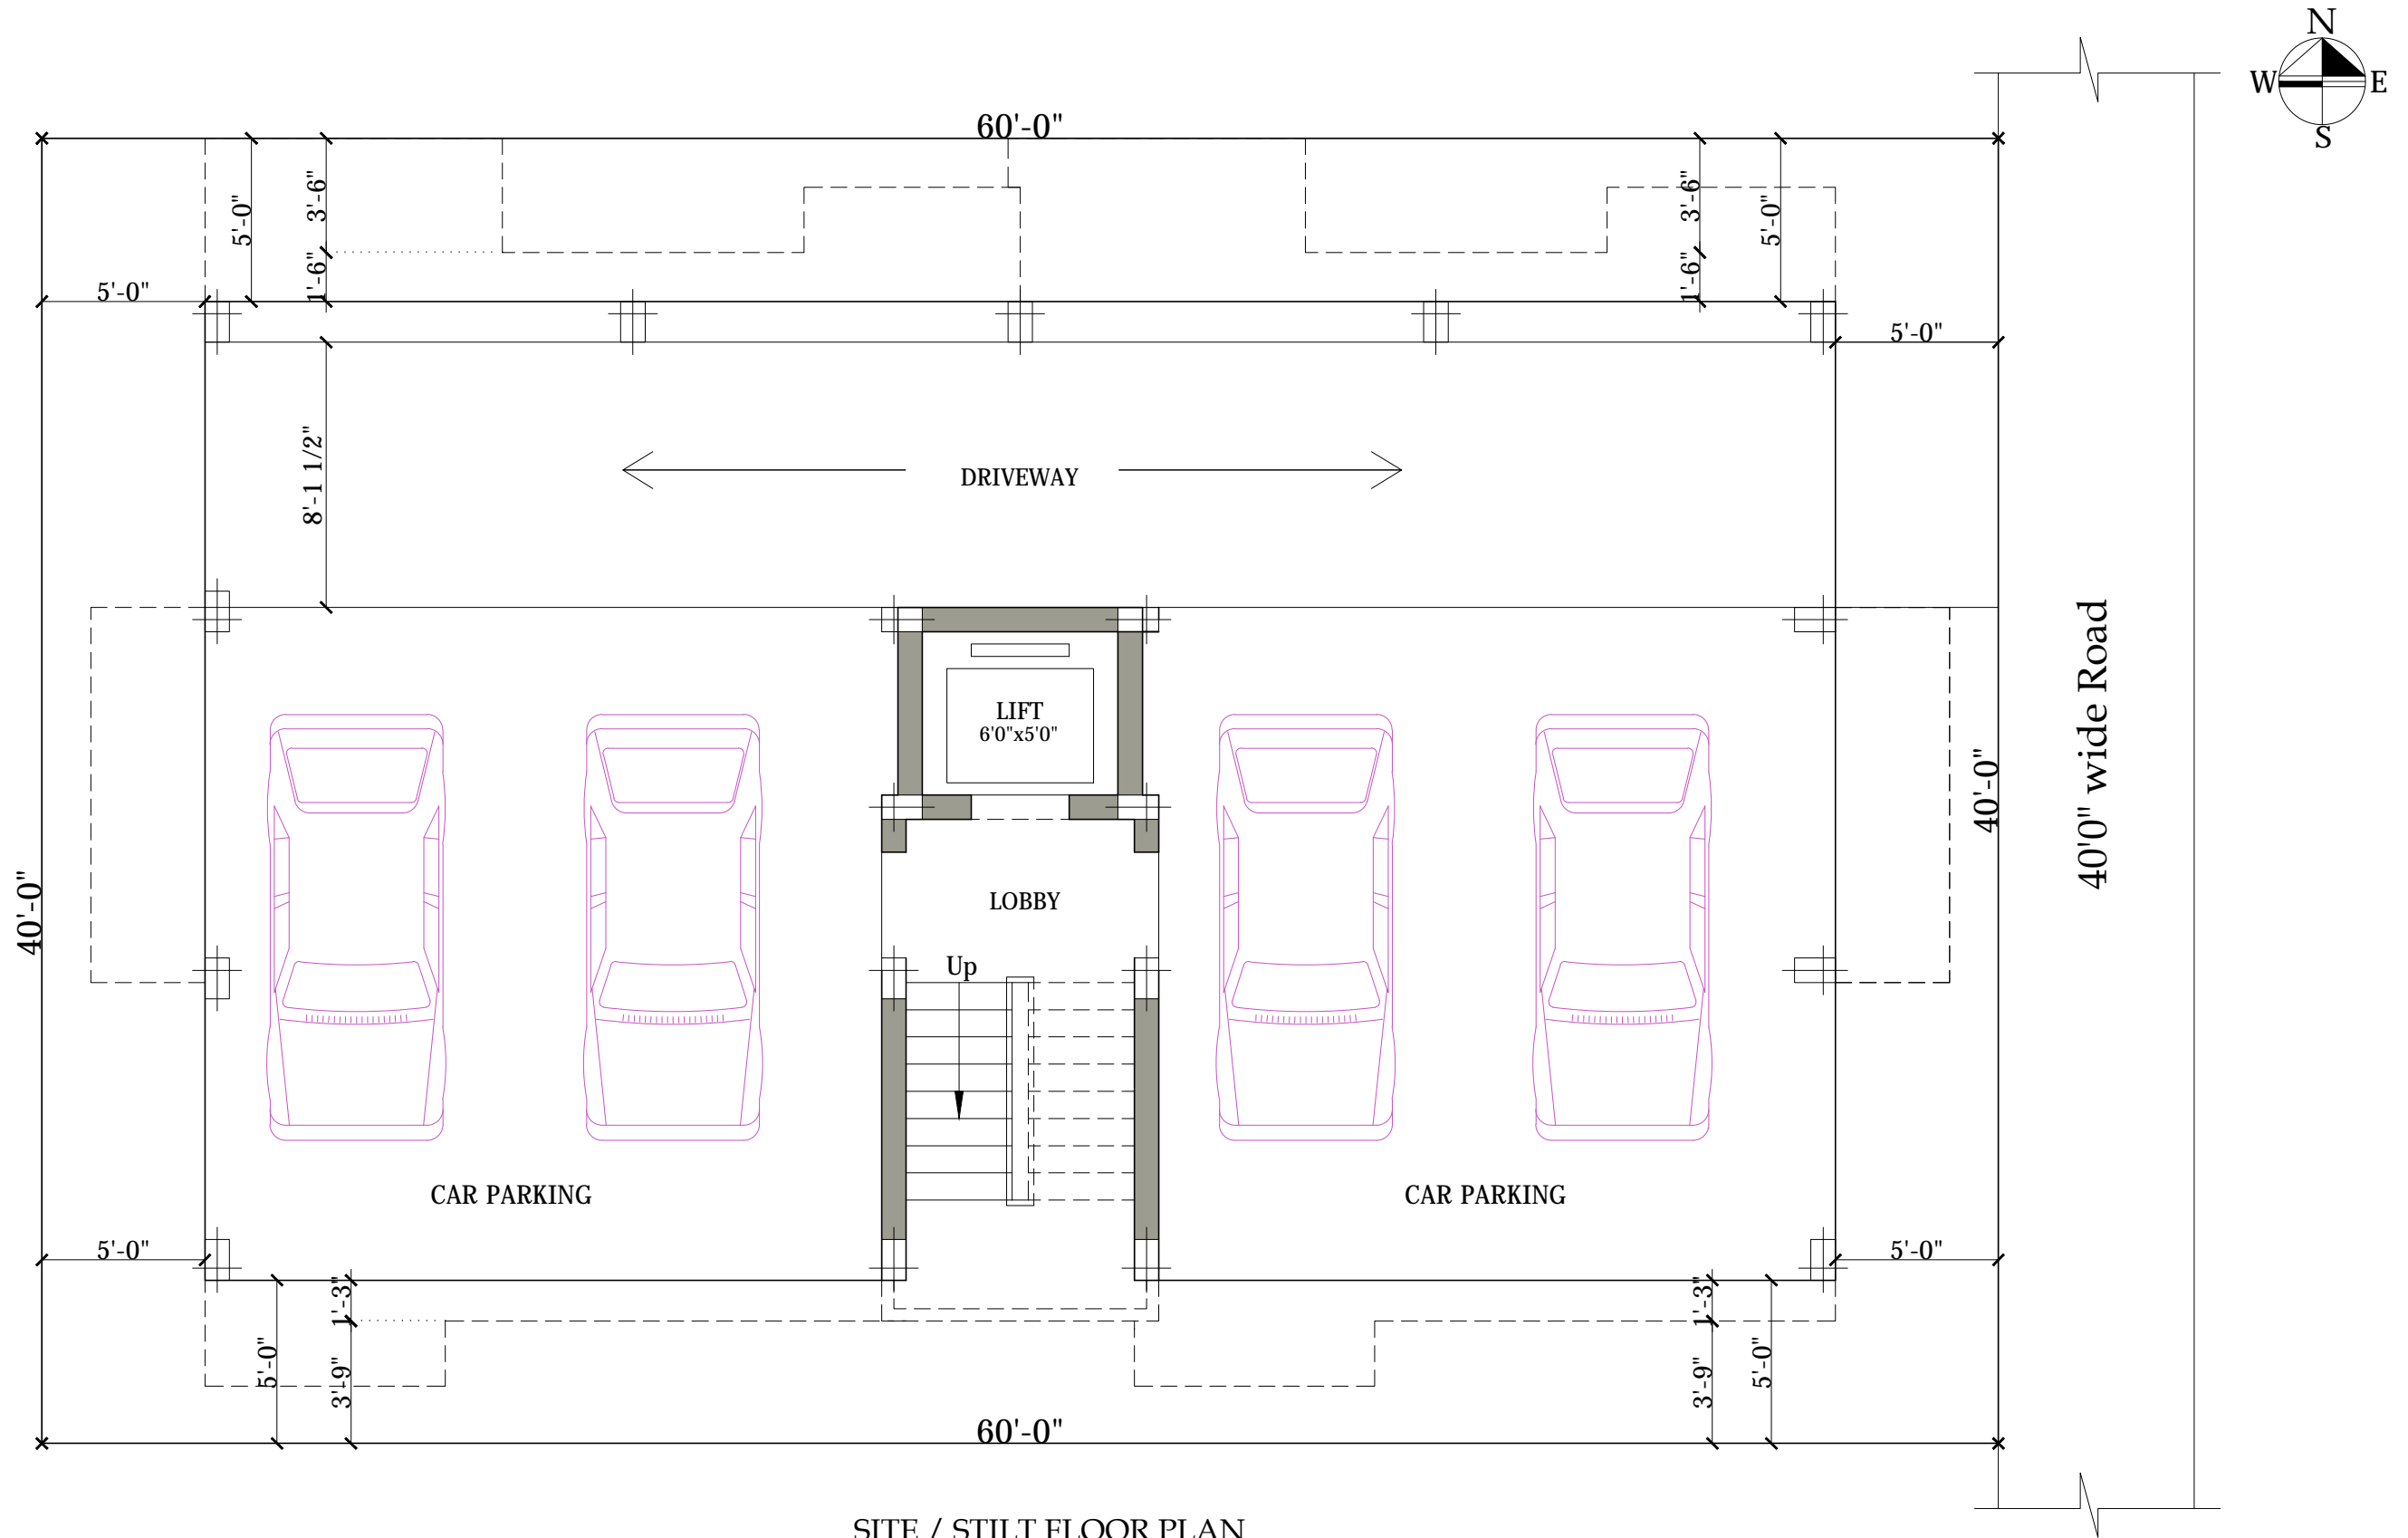 N
W E
S
60'-0"
5'-0"
3'-6"
3'-6"
5'-0"
1'-6"
1'-6"
5'-0"
5'-0"
8'-1 1/2"
DRIVEWAY
40'0" wide Road
LIFT
6'0"x5'0"
40'-0"
40'-0"
LOBBY
Up
CAR PARKING
CAR PARKING
5'-0"
5'-0"
1'-3"
1'-3"
5'-0"
3'-9"
3'-9"
5'-0"
60'-0"
SITE / STILT FLOOR PLAN